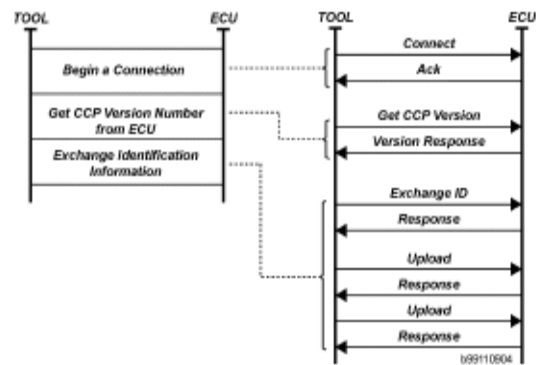 TOOL
ECU
Begin a Connection
Get CCP Version Number
from ECU
Exchange Identification
Information
TOOL
ECU
Connect
Ack
Get CCP Version
Version Response
Exchange ID
Response
Upload
Response
Upload
Response
b99110904